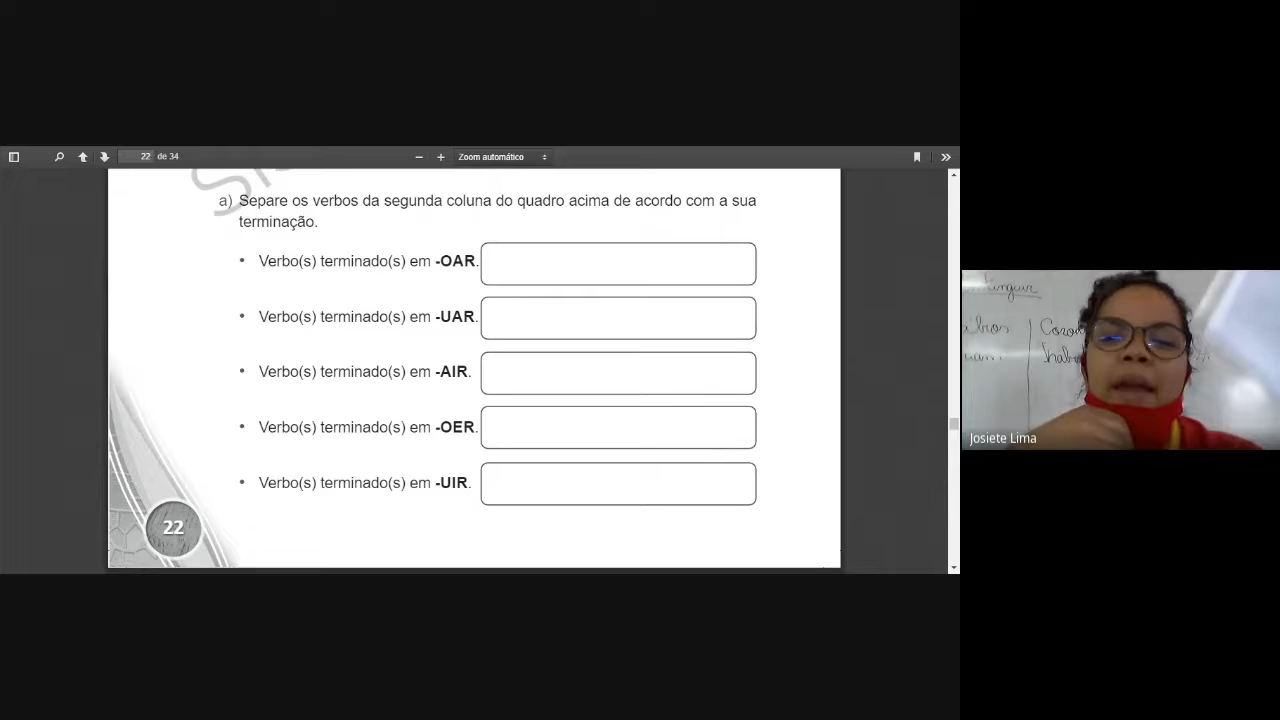 22 de 34
Zoom automático
a) Separe os verbos da segunda coluna do quadro acima de acordo com a sua
terminação.
• Verbo(s) terminado(s) em -OAR.
• Verbo(s) terminado(s) em -UAR.
• Verbo(s) terminado(s) em -AIR.
• Verbo(s) terminado(s) em -OER.
• Verbo(s) terminado(s) em -UIR.
22
Josiete Lima